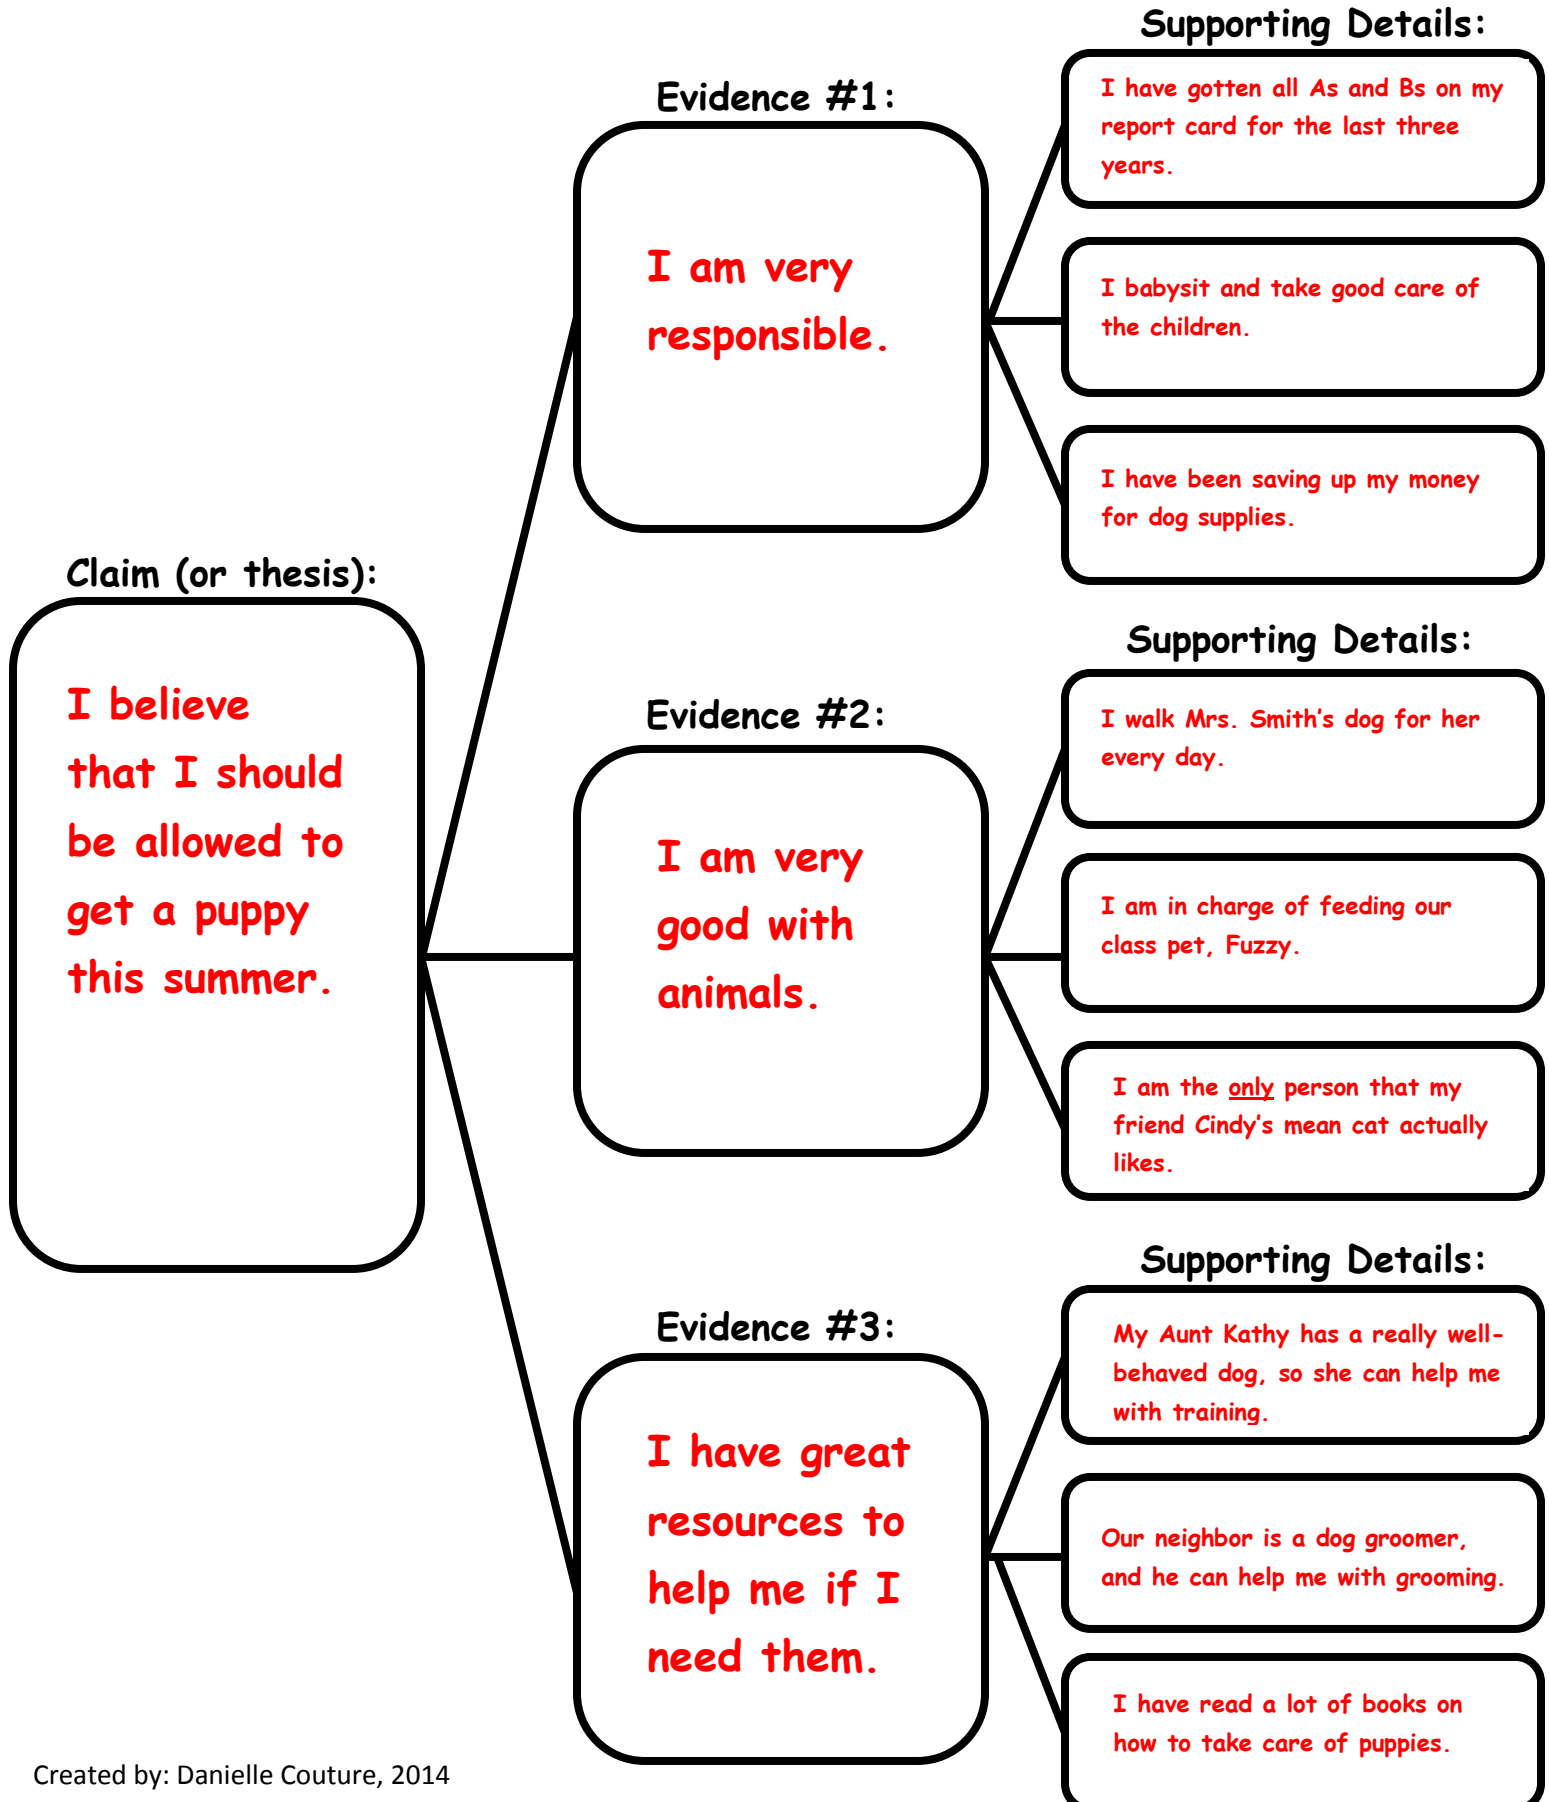 Claim (or thesis):
I believe
that I should
be allowed to
get a puppy
this summer.
Evidence #1:
I am very
responsible.
Supporting Details:
I have gotten all As and Bs on my
report card for the last three
years.
I babysit and take good care of
the children.
I have been saving up my money
for dog supplies.
Evidence #2:
I am very
good with
animals.
Supporting Details:
I walk Mrs. Smith's dog for her
every day.
I am in charge of feeding our
class pet, Fuzzy.
I am the only person that my
friend Cindy's mean cat actually
likes.
Evidence #3:
I have great
resources to
help me if I
need them.
Supporting Details:
My Aunt Kathy has a really well-
behaved dog, so she can help me
with training.
Our neighbor is a dog groomer,
and he can help me with grooming.
I have read a lot of books on
how to take care of puppies.
Created by: Danielle Couture, 2014